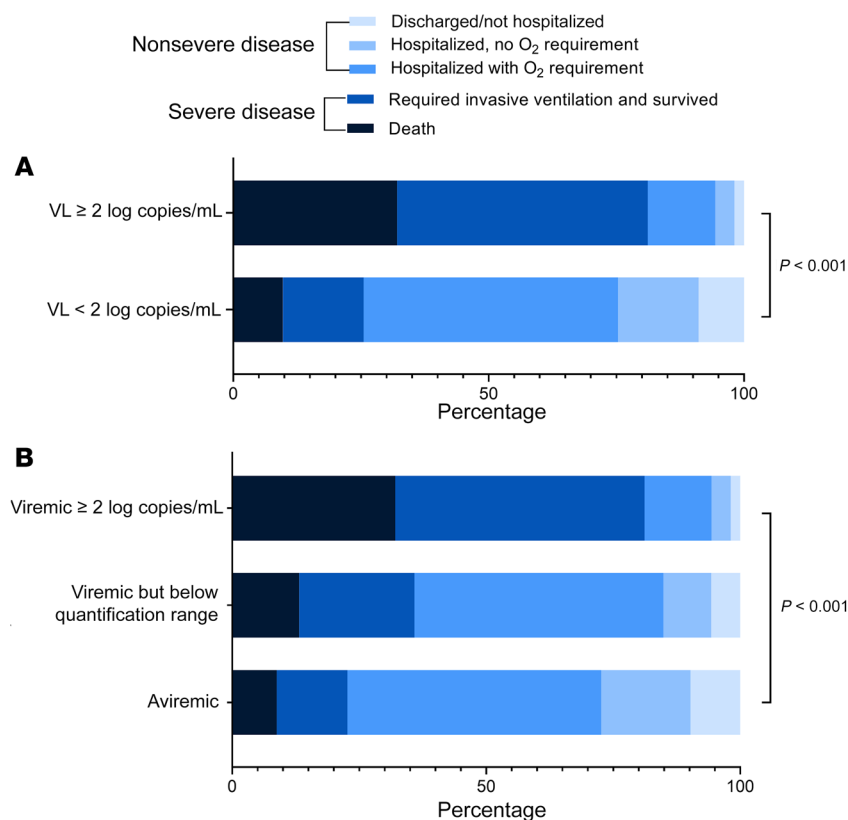 Nonsevere disease
Discharged/not hospitalized
Hospitalized, no O₂ requirement
Hospitalized with O₂ requirement
Severe disease
Required invasive ventilation and survived
Death
A
VL ≥ 2 log copies/mL
VL < 2 log copies/mL
P < 0.001
0 50 100
Percentage
B
Viremic ≥ 2 log copies/mL
Viremic but below
quantification range
Aviremic
P < 0.001
0 50 100
Percentage